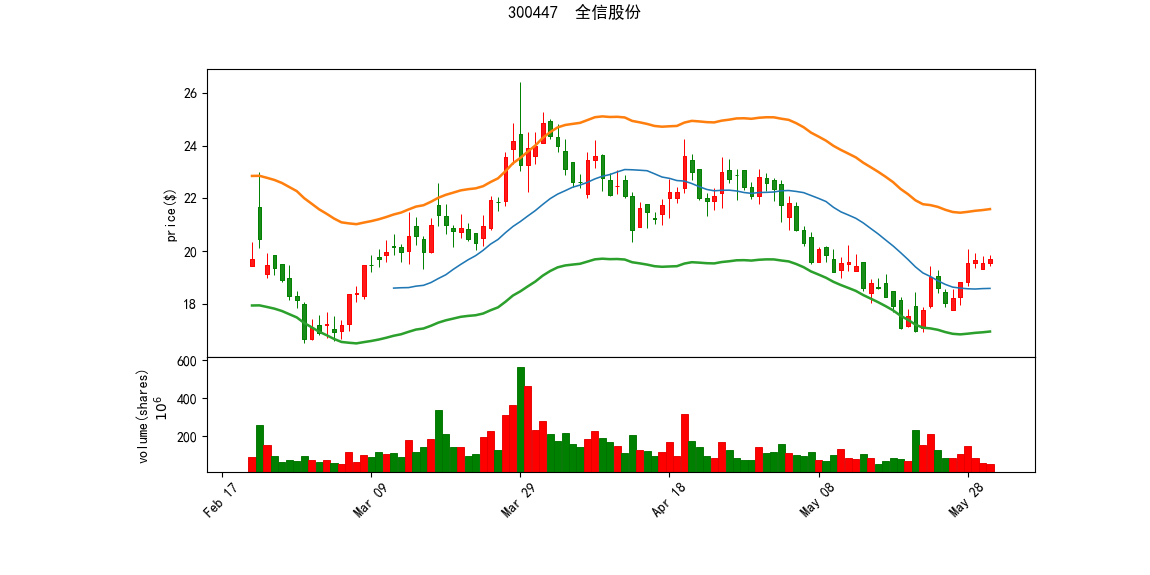 300447 全信股份
26
24
22
20
18
price($)
600
400
200
volume(shares)
10^6
Feb 17
Mar 09
Mar 29
Apr 18
May 08
May 28